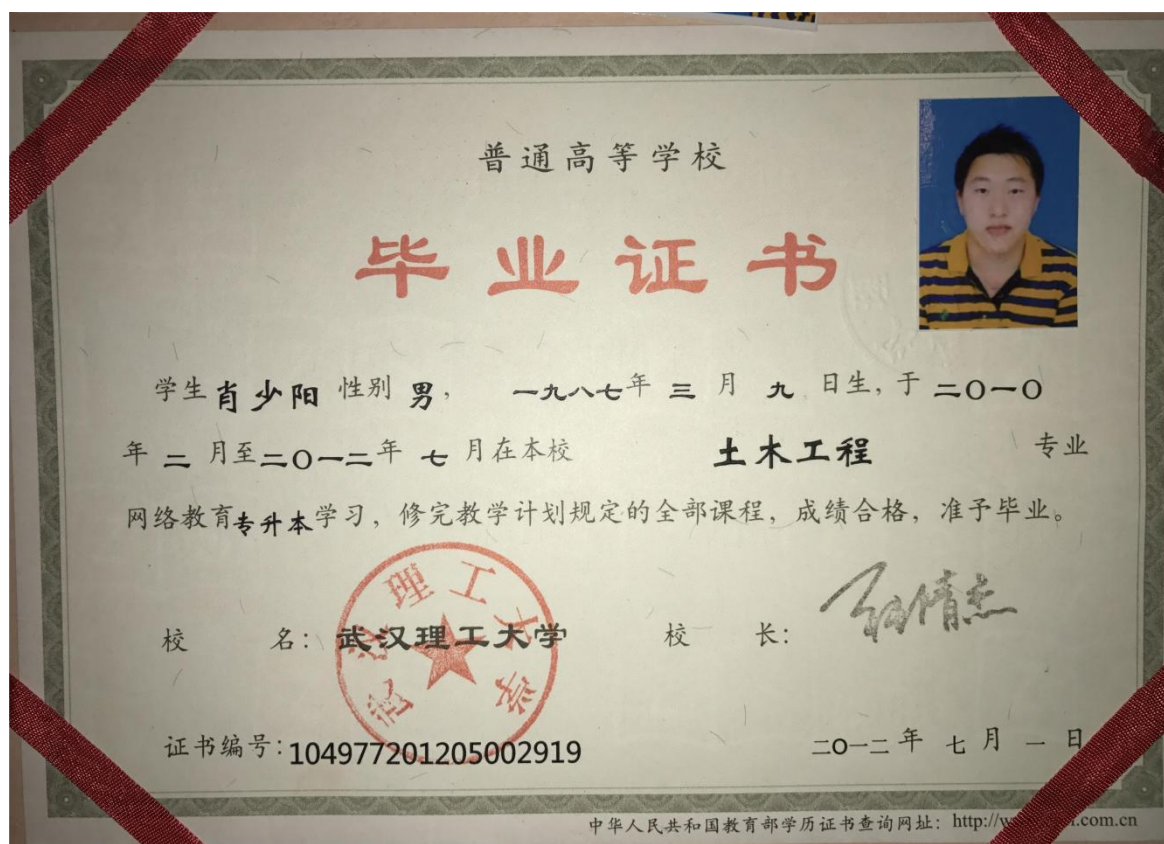 普通高等学校
毕业证书
学生 肖少阳 性别 男, 一九八七年 三 月 九 日生, 于 二〇一〇
年 二 月至二〇一二年 七 月在本校 土木工程 专业
网络教育专升本学习, 修完教学计划规定的全部课程, 成绩合格, 准予毕业。
武汉理工大学
校 名: 武汉理工大学 校 长:
证书编号: 104977201205002919 二〇一二年 七 月 一 日
中华人民共和国教育部学历证书查询网址: http://w .com.cn